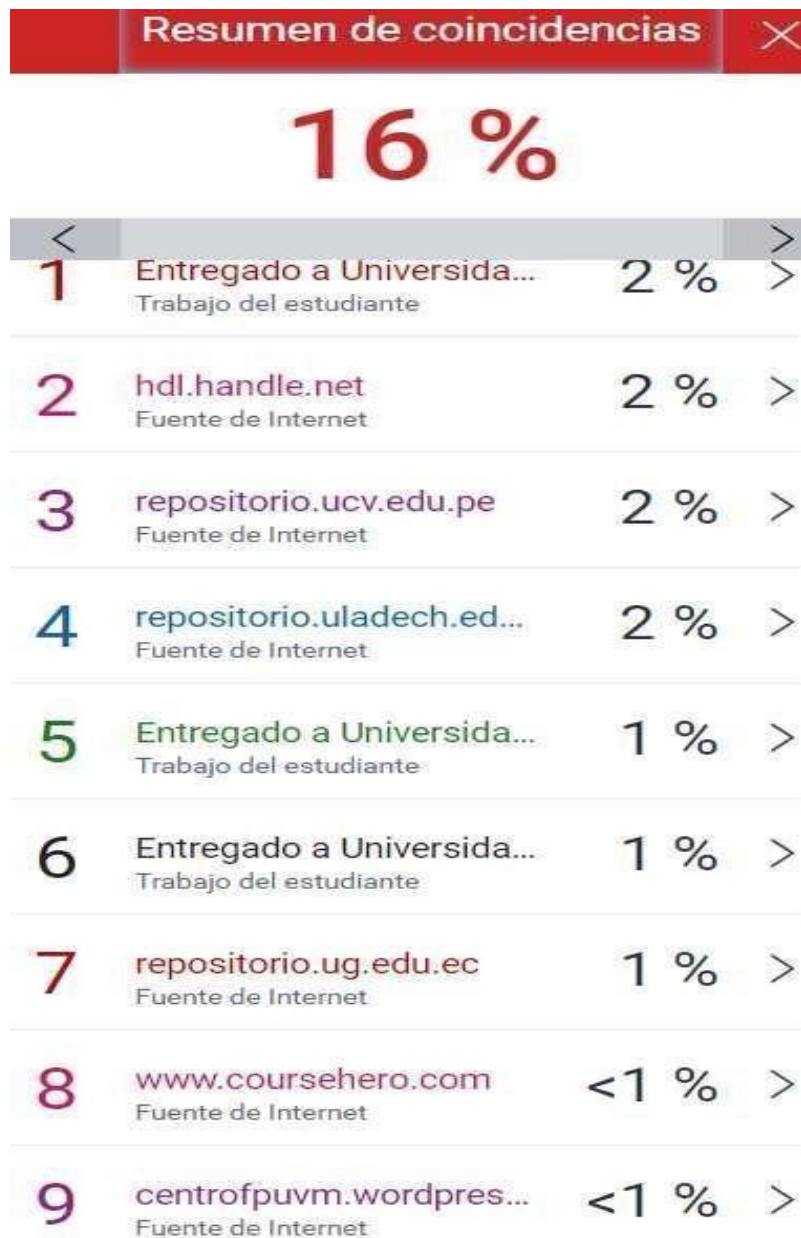 Resumen de coincidencias
16 %
1 Entregado a Universida... 2 %
Trabajo del estudiante
2 hdl.handle.net 2 %
Fuente de Internet
3 repositorio.ucv.edu.pe 2 %
Fuente de Internet
4 repositorio.uladech.ed... 2 %
Fuente de Internet
5 Entregado a Universida... 1 %
Trabajo del estudiante
6 Entregado a Universida... 1 %
Trabajo del estudiante
7 repositorio.ug.edu.ec 1 %
Fuente de Internet
8 www.coursehero.com <1 %
Fuente de Internet
9 centrofpuvm.wordpres... <1 %
Fuente de Internet